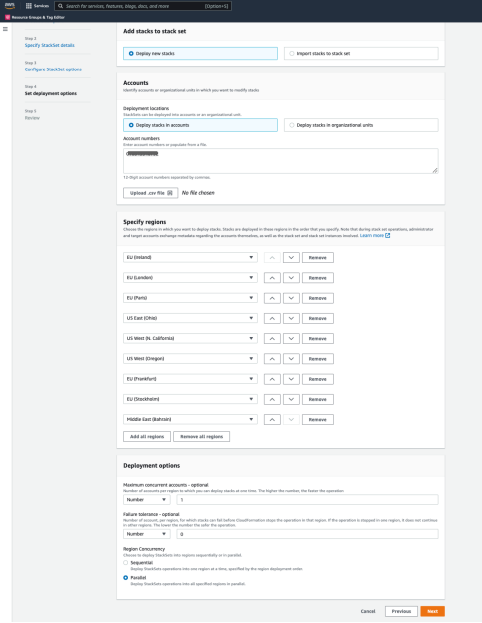 aws
Services
Search for services, features, blogs, docs, and more
[Option+S]
Resource Groups & Tag Editor
Step 2
Specify StackSet details
Step 3
Configure StackSet options
Step 4
Set deployment options
Step 5
Review
Add stacks to stack set
Deploy new stacks
Import stacks to stack set
Accounts
Identify accounts or organizational units in which you want to modify stacks
Deployment locations
StackSets can be deployed into accounts or an organizational unit.
Deploy stacks in accounts
Deploy stacks in organizational units
Account numbers
Enter account numbers or populate from a file.
12-Digit account numbers separated by commas.
Upload .csv file
No file chosen
Specify regions
Choose the regions in which you want to deploy stacks. Stacks are deployed in these regions in the order that you specify. Note that during stack set operations, administrator
and target accounts exchange metadata regarding the accounts themselves, as well as the stack set and stack set instances involved. Learn more
EU (Ireland)
Remove
EU (London)
Remove
EU (Paris)
Remove
US East (Ohio)
Remove
US West (N. California)
Remove
US West (Oregon)
Remove
EU (Frankfurt)
Remove
EU (Stockholm)
Remove
Middle East (Bahrain)
Remove
Add all regions
Remove all regions
Deployment options
Maximum concurrent accounts - optional
Number of accounts per region to which you can deploy stacks at one time. The higher the number, the faster the operation.
Number
1
Failure tolerance - optional
Number of account, per region, for which stacks can fail before CloudFormation stops the operation in that region. If the operation is stopped in one region, it does not continue
in other regions. The lower the number the safer the operation.
Number
0
Region Concurrency
Choose to deploy StackSets into regions sequentially or in parallel.
Sequential
Deploy StackSets operations into one region at a time, specified by the region deployment order.
Parallel
Deploy StackSets operations into all specified regions in parallel.
Cancel
Previous
Next